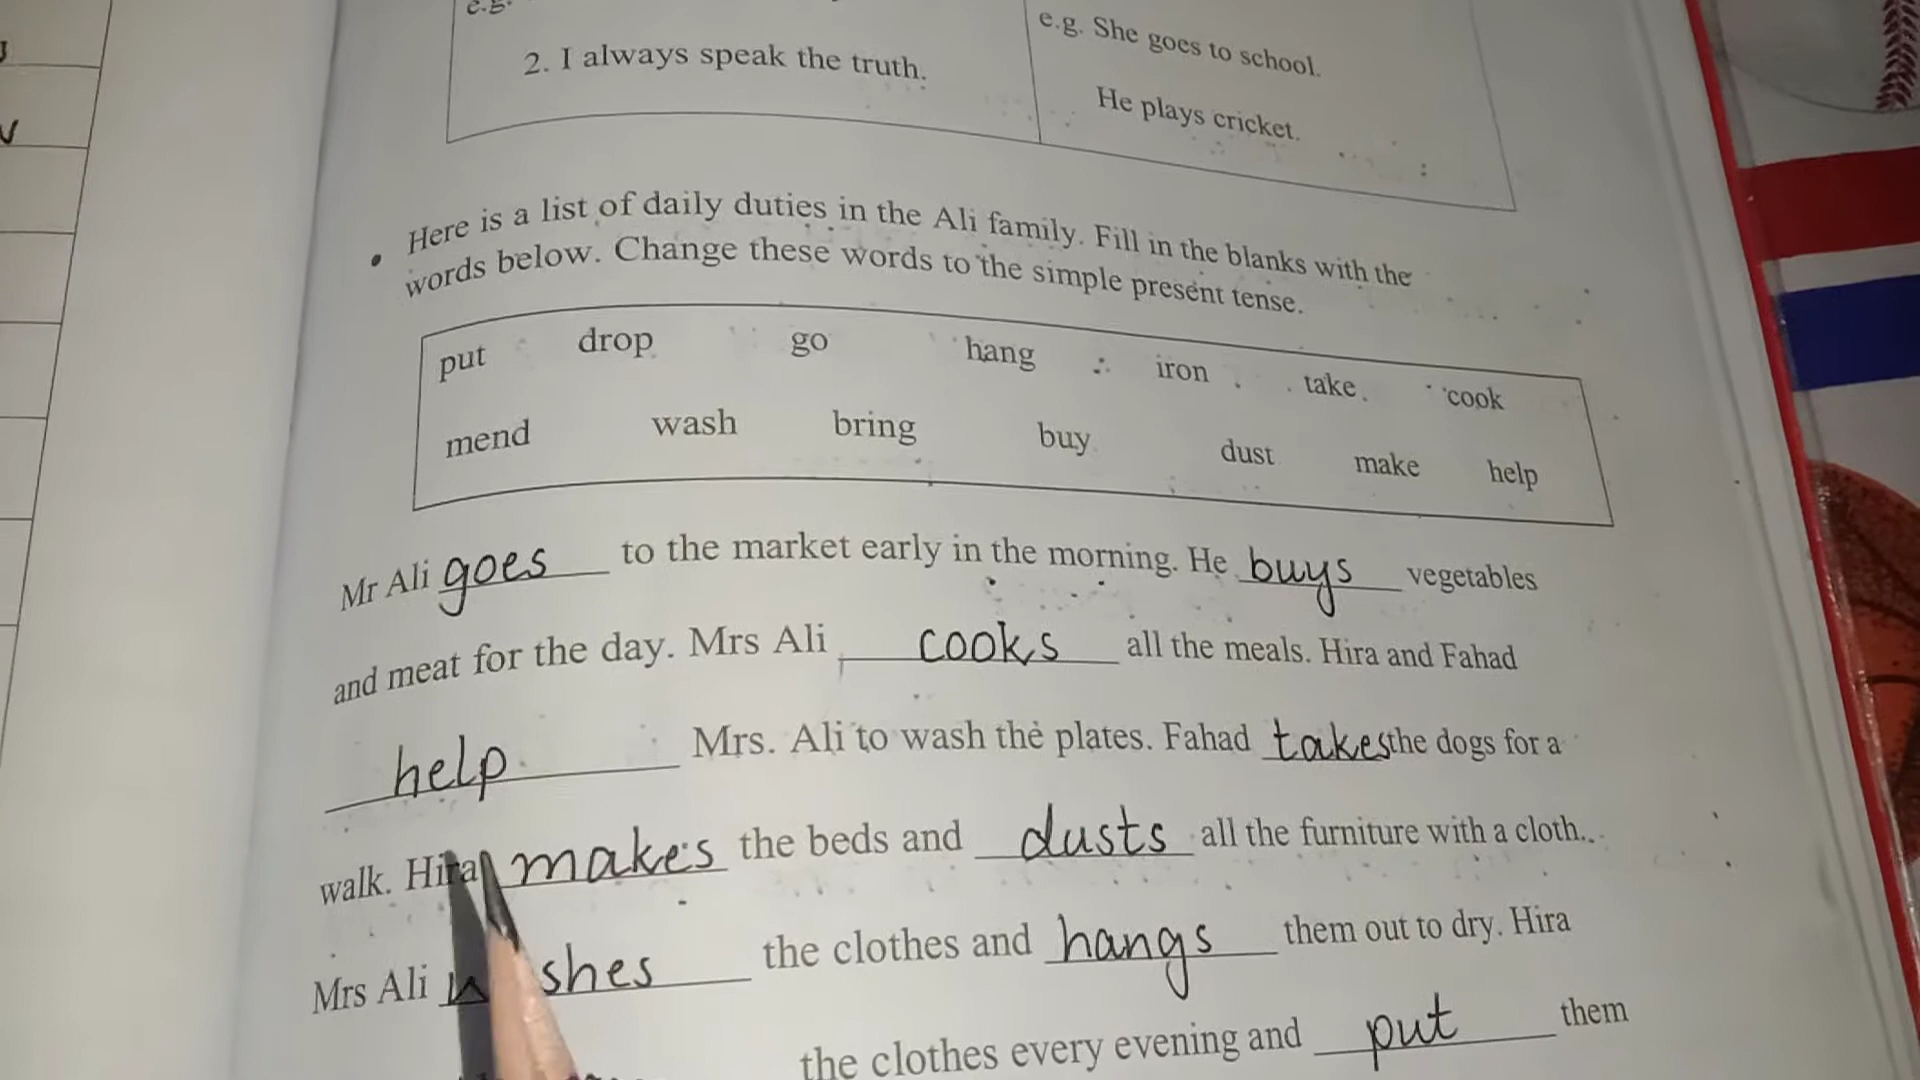 e.g.
2. I always speak the truth.
e.g. She goes to school.
He plays cricket.
• Here is a list of daily duties in the Ali family. Fill in the blanks with the
words below. Change these words to the simple present tense.
put drop go hang iron take cook
mend wash bring buy dust make help
Mr Ali goes to the market early in the morning. He buys vegetables
and meat for the day. Mrs Ali cooks all the meals. Hira and Fahad
help Mrs. Ali to wash the plates. Fahad takes the dogs for a
walk. Hira makes the beds and dusts all the furniture with a cloth..
Mrs Ali shes the clothes and hangs them out to dry. Hira
the clothes every evening and put them